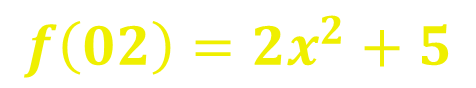 f(02) = 2x² + 5